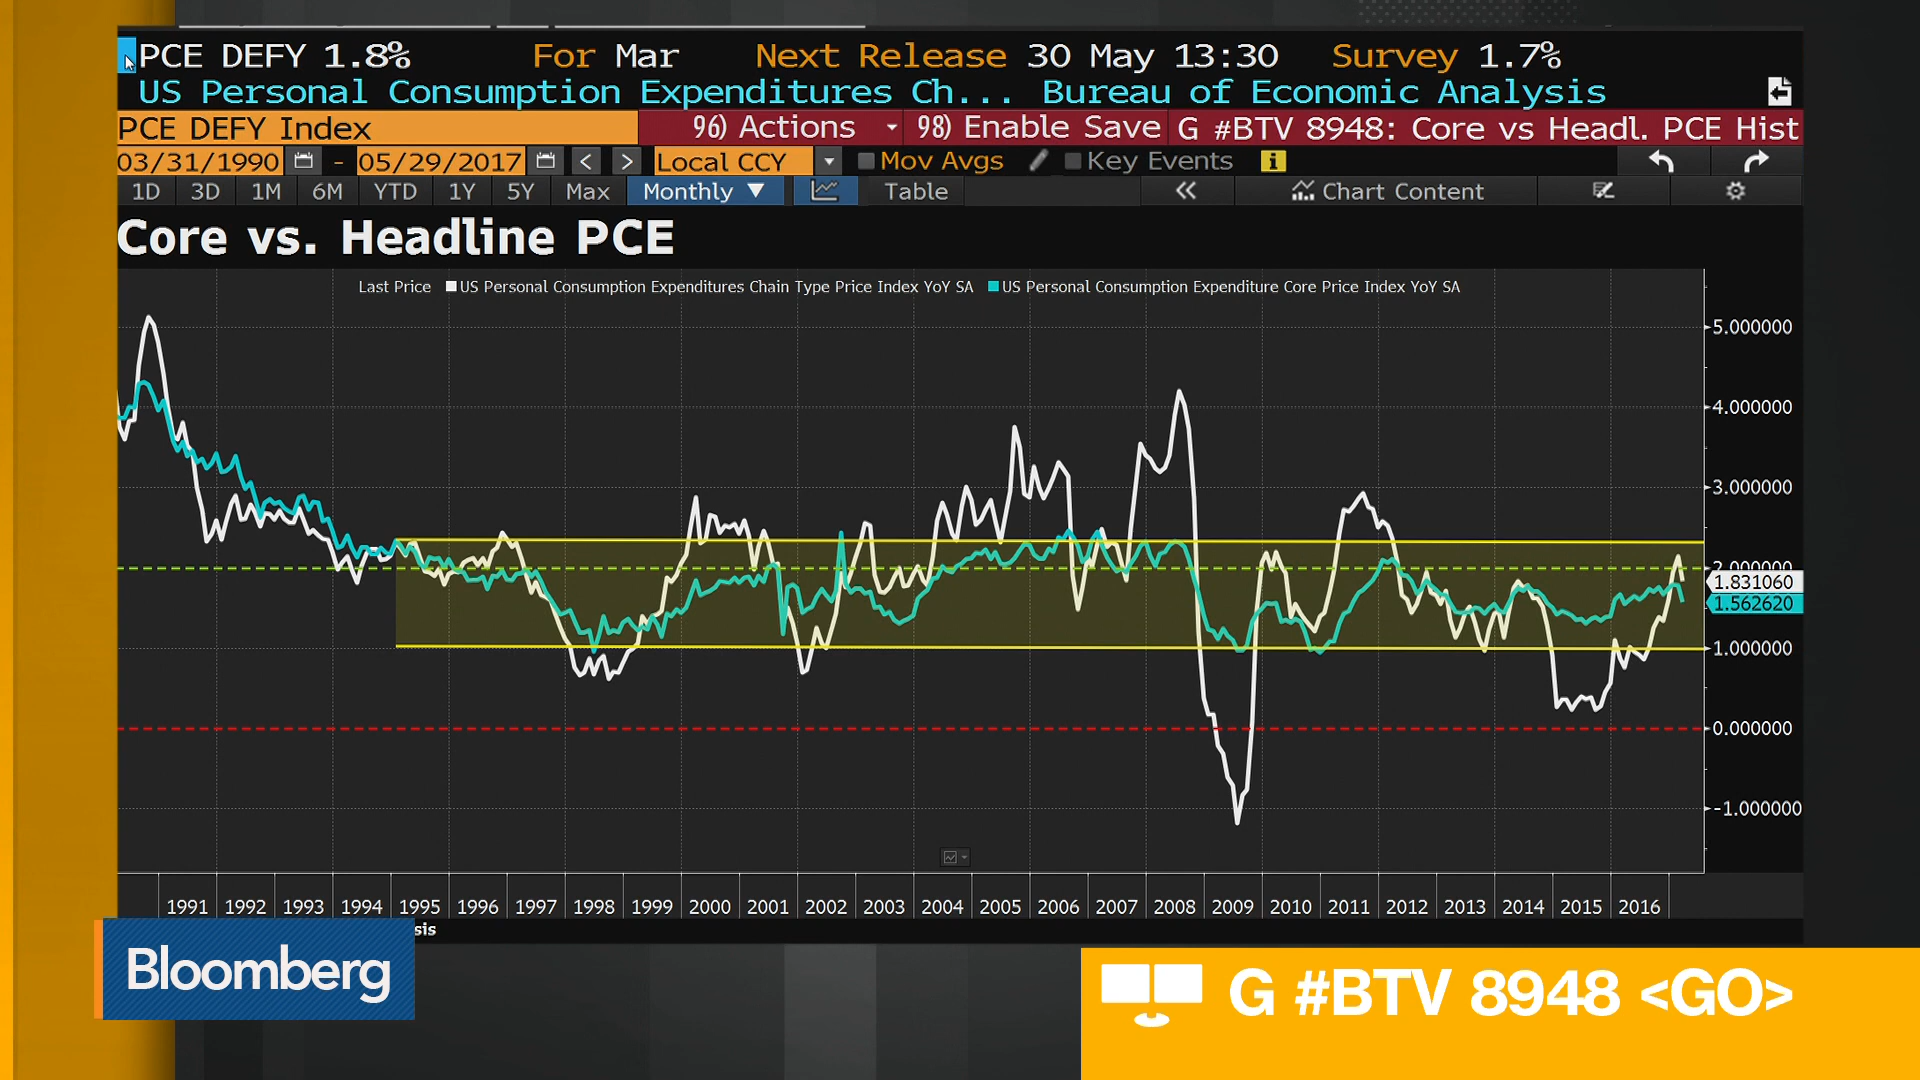 PCE DEFY 1.8% For Mar Next Release 30 May 13:30 Survey 1.7%
US Personal Consumption Expenditures Ch... Bureau of Economic Analysis
PCE DEFY Index 96) Actions 98) Enable Save G #BTV 8948: Core vs Headl. PCE Hist
03/31/1990 - 05/29/2017 < > Local CCY Mov Avgs Key Events i
1D 3D 1M 6M YTD 1Y 5Y Max Monthly ▼ Table « Chart Content
Core vs. Headline PCE
Last Price US Personal Consumption Expenditures Chain Type Price Index YoY SA US Personal Consumption Expenditure Core Price Index YoY SA
5.000000
4.000000
3.000000
2.000000
1.831060
1.562620
1.000000
0.000000
-1.000000
1991 1992 1993 1994 1995 1996 1997 1998 1999 2000 2001 2002 2003 2004 2005 2006 2007 2008 2009 2010 2011 2012 2013 2014 2015 2016
sis
Bloomberg
G #BTV 8948 <GO>